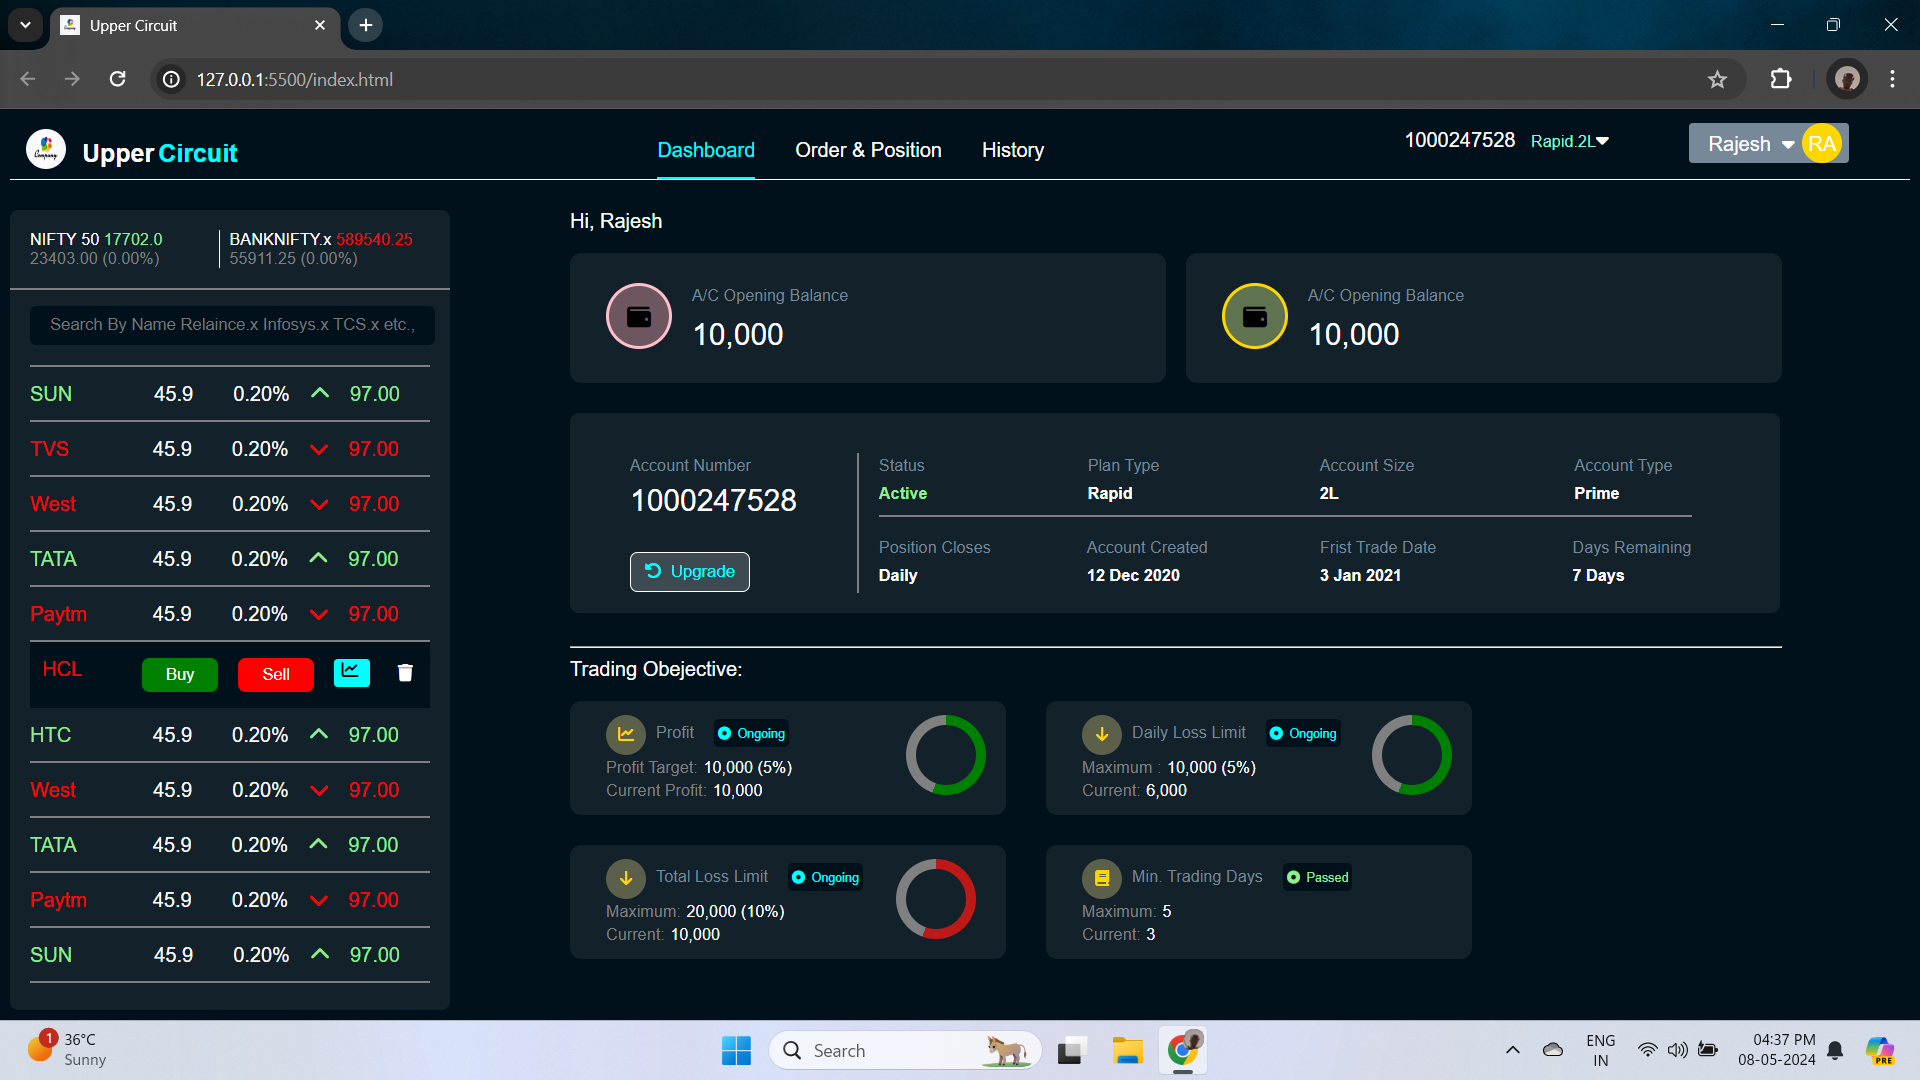 Upper Circuit
127.0.0.1:5500/index.html
Company
Upper Circuit
Dashboard
Order & Position
History
1000247528 Rapid.2L
Rajesh RA
NIFTY 50 17702.0
23403.00 (0.00%)
BANKNIFTY.x 589540.25
55911.25 (0.00%)
Search By Name Relaince.x Infosys.x TCS.x etc.,
SUN 45.9 0.20% 97.00
TVS 45.9 0.20% 97.00
West 45.9 0.20% 97.00
TATA 45.9 0.20% 97.00
Paytm 45.9 0.20% 97.00
HCL Buy Sell
HTC 45.9 0.20% 97.00
West 45.9 0.20% 97.00
TATA 45.9 0.20% 97.00
Paytm 45.9 0.20% 97.00
SUN 45.9 0.20% 97.00
Hi, Rajesh
A/C Opening Balance
10,000
A/C Opening Balance
10,000
Account Number
1000247528
Upgrade
Status
Active
Plan Type
Rapid
Account Size
2L
Account Type
Prime
Position Closes
Daily
Account Created
12 Dec 2020
Frist Trade Date
3 Jan 2021
Days Remaining
7 Days
Trading Obejective:
Profit Ongoing
Profit Target: 10,000 (5%)
Current Profit: 10,000
Daily Loss Limit Ongoing
Maximum : 10,000 (5%)
Current: 6,000
Total Loss Limit Ongoing
Maximum: 20,000 (10%)
Current: 10,000
Min. Trading Days Passed
Maximum: 5
Current: 3
1
36°C
Sunny
Search
ENG
IN
04:37 PM
08-05-2024
PRE